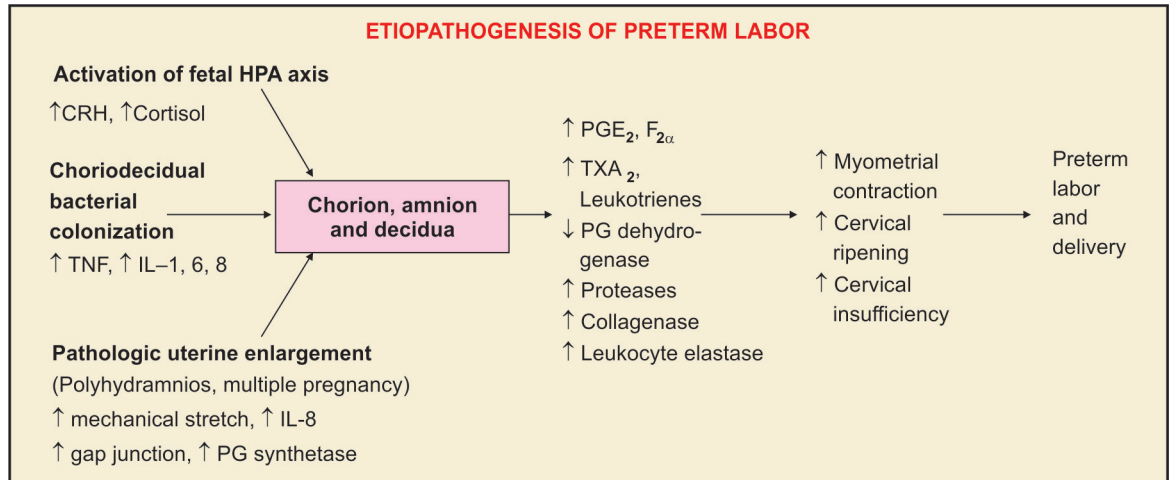 ETIOPATHOGENESIS OF PRETERM LABOR
Activation of fetal HPA axis
↑CRH, ↑Cortisol
Choriodecidual
bacterial
colonization
↑ TNF, ↑ IL–1, 6, 8
Pathologic uterine enlargement
(Polyhydramnios, multiple pregnancy)
↑ mechanical stretch, ↑ IL-8
↑ gap junction, ↑ PG synthetase
Chorion, amnion
and decidua
↑ PGE₂, F₂α
↑ TXA ₂,
Leukotrienes
↓ PG dehydro-
genase
↑ Proteases
↑ Collagenase
↑ Leukocyte elastase
↑ Myometrial
contraction
↑ Cervical
ripening
↑ Cervical
insufficiency
Preterm
labor
and
delivery